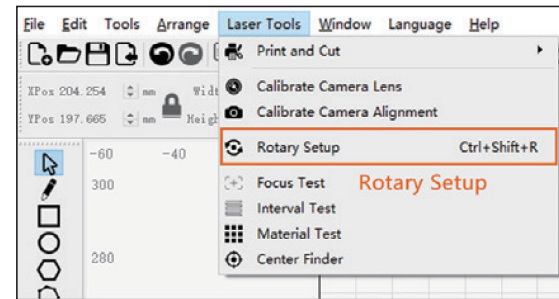 File Edit Tools Arrange Laser Tools Window Language Help
Print and Cut
XPos 204.254 mm
Calibrate Camera Lens
YPos 197.665 mm
Calibrate Camera Alignment
Rotary Setup Ctrl+Shift+R
-60 -40
300
Focus Test Rotary Setup
Interval Test
Material Test
280
Center Finder